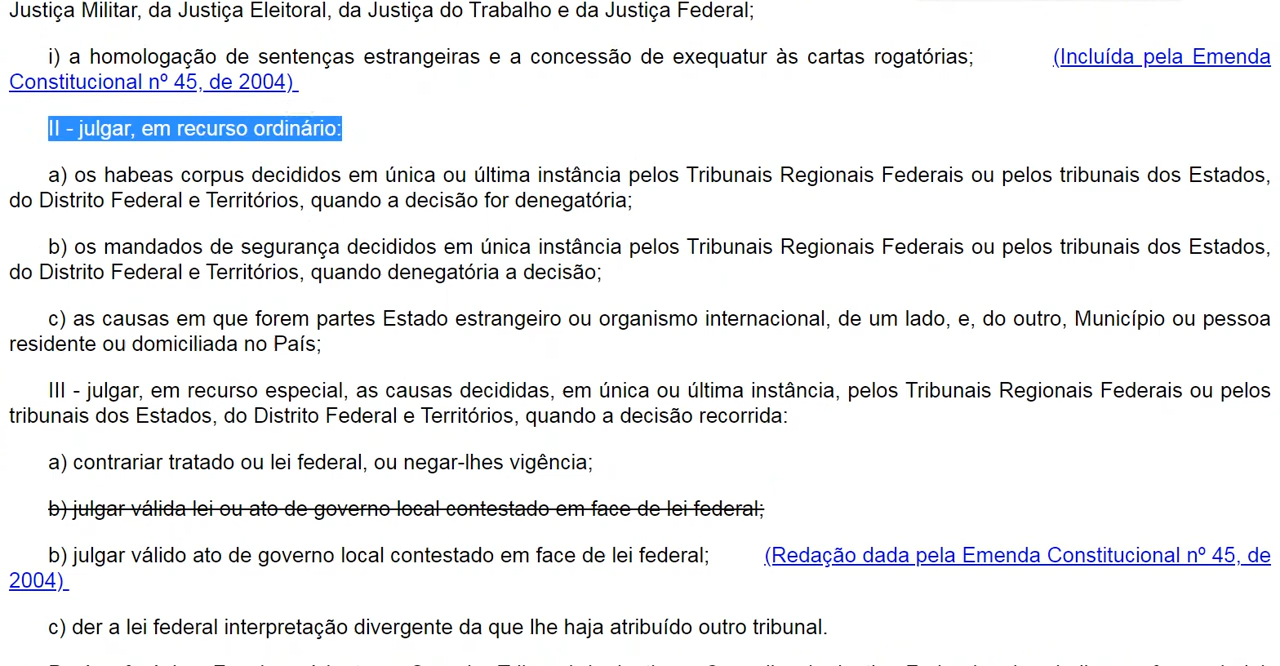 Justiça Militar, da Justiça Eleitoral, da Justiça do Trabalho e da Justiça Federal;
i) a homologação de sentenças estrangeiras e a concessão de exequatur às cartas rogatórias; (Incluída pela Emenda
Constitucional nº 45, de 2004)
II - julgar, em recurso ordinário:
a) os habeas corpus decididos em única ou última instância pelos Tribunais Regionais Federais ou pelos tribunais dos Estados,
do Distrito Federal e Territórios, quando a decisão for denegatória;
b) os mandados de segurança decididos em única instância pelos Tribunais Regionais Federais ou pelos tribunais dos Estados,
do Distrito Federal e Territórios, quando denegatória a decisão;
c) as causas em que forem partes Estado estrangeiro ou organismo internacional, de um lado, e, do outro, Município ou pessoa
residente ou domiciliada no País;
III - julgar, em recurso especial, as causas decididas, em única ou última instância, pelos Tribunais Regionais Federais ou pelos
tribunais dos Estados, do Distrito Federal e Territórios, quando a decisão recorrida:
a) contrariar tratado ou lei federal, ou negar-lhes vigência;
b) julgar válida lei ou ato de governo local contestado em face de lei federal;
b) julgar válido ato de governo local contestado em face de lei federal; (Redação dada pela Emenda Constitucional nº 45, de
2004)
c) der a lei federal interpretação divergente da que lhe haja atribuído outro tribunal.